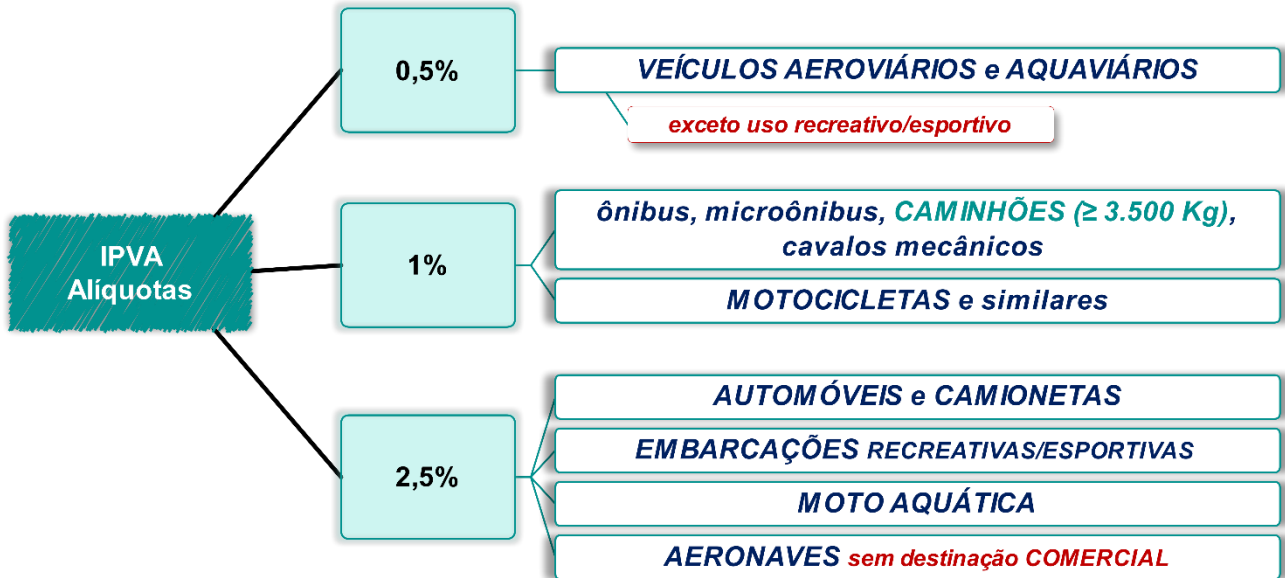 0,5%
VEÍCULOS AEROVIÁRIOS e AQUAVIÁRIOS
exceto uso recreativo/esportivo
IPVA
Alíquotas
1%
ônibus, microônibus, CAMINHÕES (≥ 3.500 Kg),
cavalos mecânicos
MOTOCICLETAS e similares
2,5%
AUTOMÓVEIS e CAMIONETAS
EMBARCAÇÕES RECREATIVAS/ESPORTIVAS
MOTO AQUÁTICA
AERONAVES sem destinação COMERCIAL